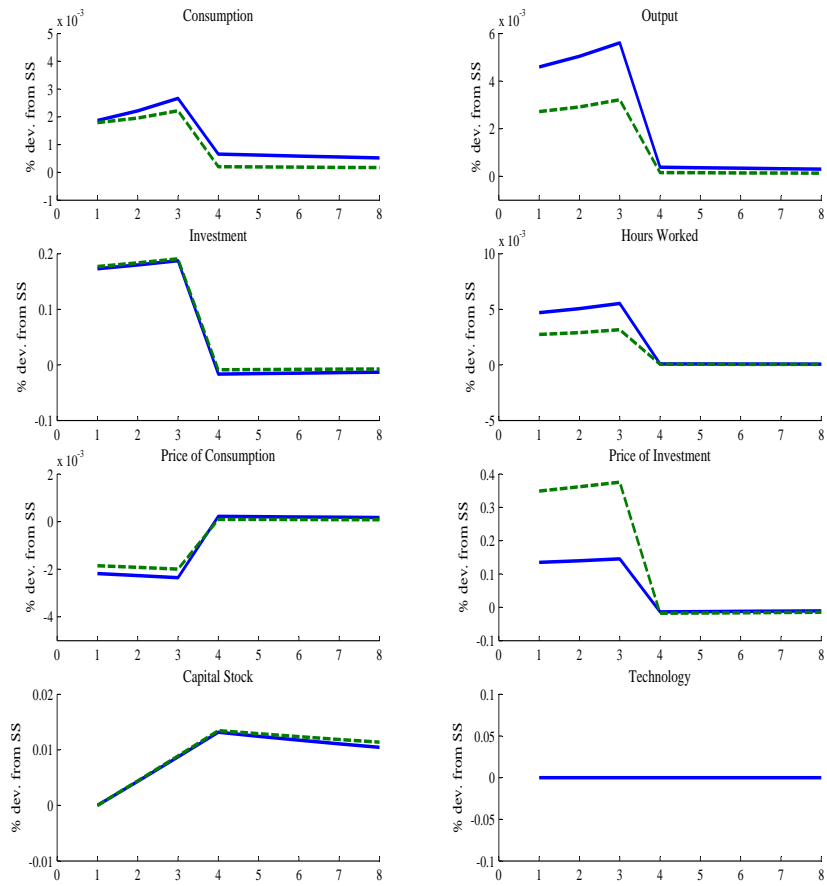 Consumption
x 10^-3
% dev. from SS
5
4
3
2
1
0
-1
0 1 2 3 4 5 6 7 8
Output
x 10^-3
% dev. from SS
6
4
2
0
0 1 2 3 4 5 6 7 8
Investment
% dev. from SS
0.2
0.1
0
-0.1
0 1 2 3 4 5 6 7 8
Hours Worked
x 10^-3
% dev. from SS
10
5
0
-5
0 1 2 3 4 5 6 7 8
Price of Consumption
x 10^-3
% dev. from SS
2
0
-2
-4
0 1 2 3 4 5 6 7 8
Price of Investment
% dev. from SS
0.4
0.3
0.2
0.1
0
-0.1
0 1 2 3 4 5 6 7 8
Capital Stock
% dev. from SS
0.02
0.01
0
-0.01
0 1 2 3 4 5 6 7 8
Technology
% dev. from SS
0.1
0.05
0
-0.05
-0.1
0 1 2 3 4 5 6 7 8